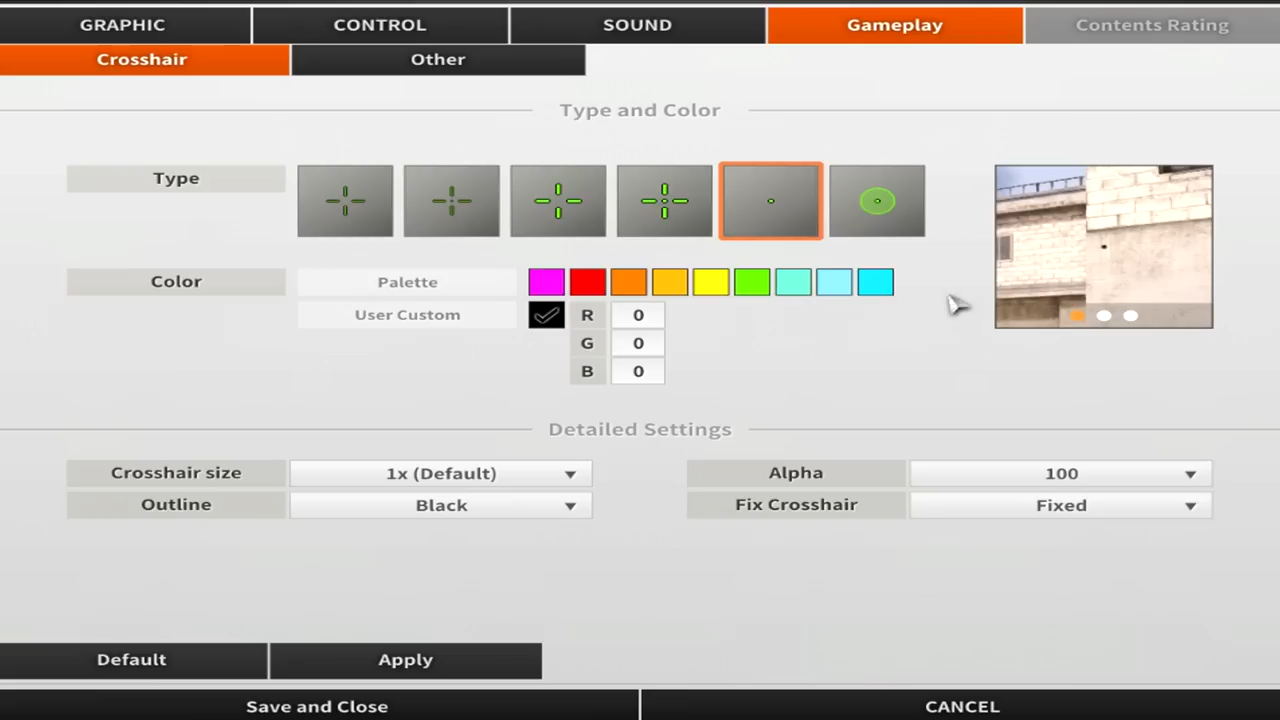 GRAPHIC CONTROL SOUND Gameplay Contents Rating
Crosshair Other
Type and Color
Type
Color Palette
User Custom R 0
G 0
B 0
Detailed Settings
Crosshair size 1x (Default) Alpha 100
Outline Black Fix Crosshair Fixed
Default Apply
Save and Close CANCEL